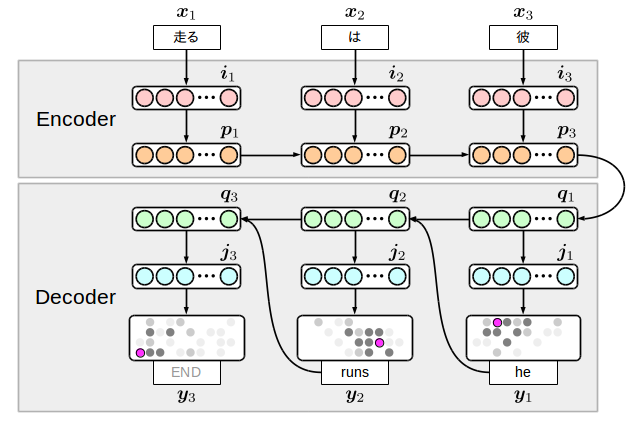 x1 x2 x3
走る は 彼
i1 i2 i3
Encoder
p1 p2 p3
q3 q2 q1
j3 j2 j1
Decoder
END runs he
y3 y2 y1